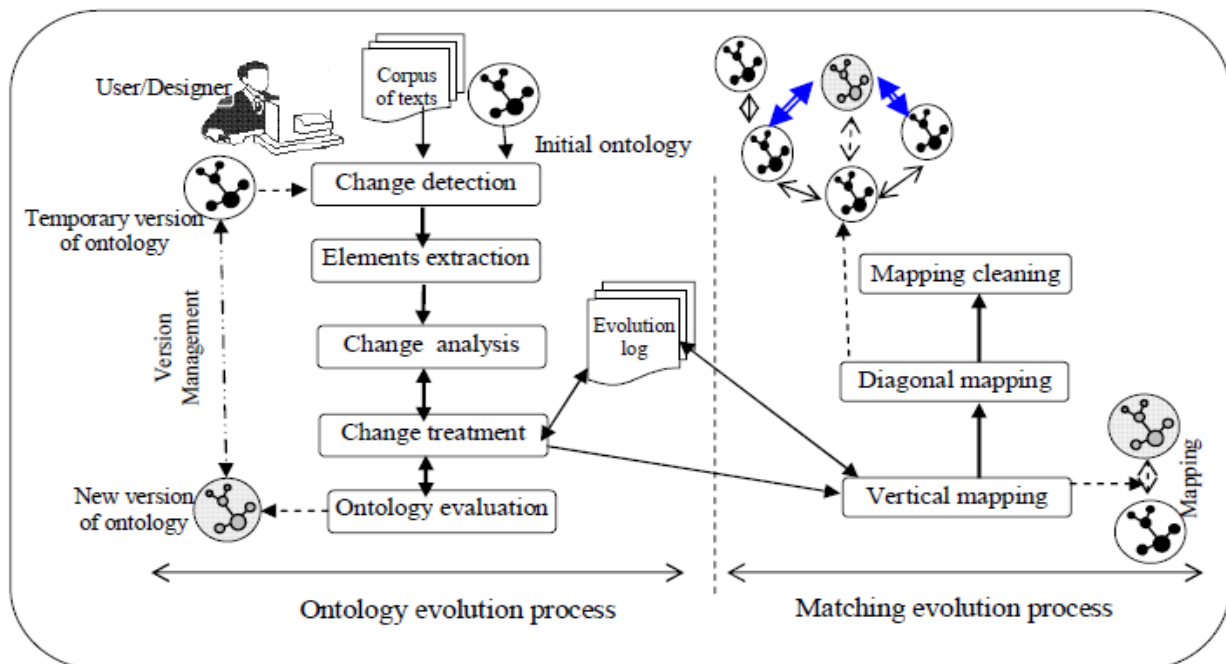 User/Designer
Corpus
of texts
Initial ontology
Change detection
Temporary version
of ontology
Elements extraction
Version
Management
Change analysis
Evolution
log
Change treatment
New version
of ontology
Ontology evaluation
Ontology evolution process
Mapping cleaning
Diagonal mapping
Vertical mapping
Mapping
Matching evolution process